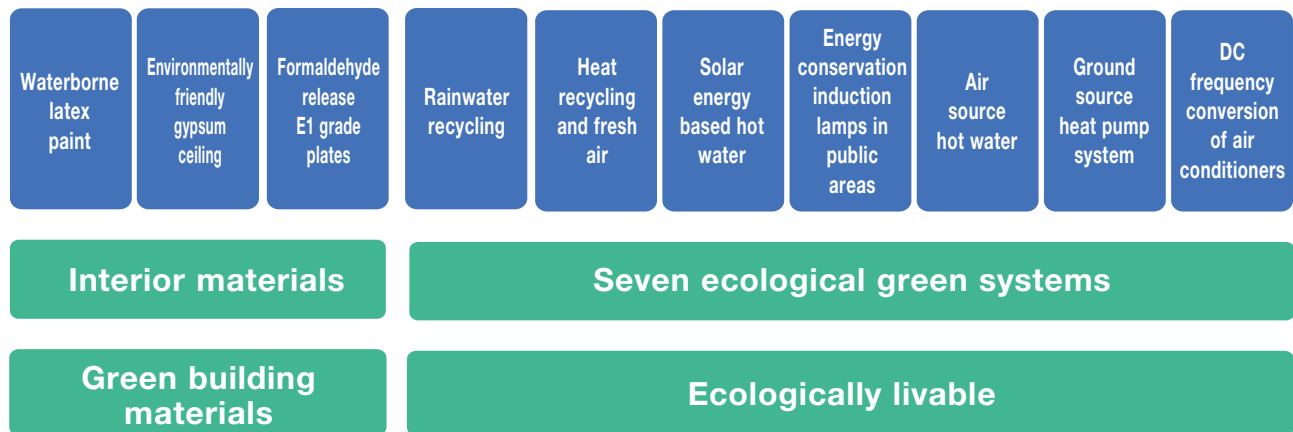 Waterborne
latex
paint
Environmentally
friendly
gypsum
ceiling
Formaldehyde
release
E1 grade
plates
Rainwater
recycling
Heat
recycling
and fresh
air
Solar
energy
based hot
water
Energy
conservation
induction
lamps in
public
areas
Air
source
hot water
Ground
source
heat pump
system
DC
frequency
conversion
of air
conditioners
Interior materials
Seven ecological green systems
Green building
materials
Ecologically livable